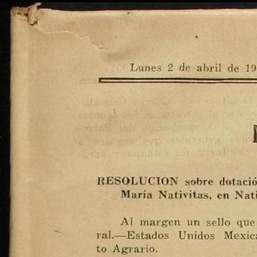 Lunes 2 de abril de 19
RESOLUCION sobre dotació
María Nativitas, en Nati
Al margen un sello que
ral.—Estados Unidos Mexica
to Agrario.